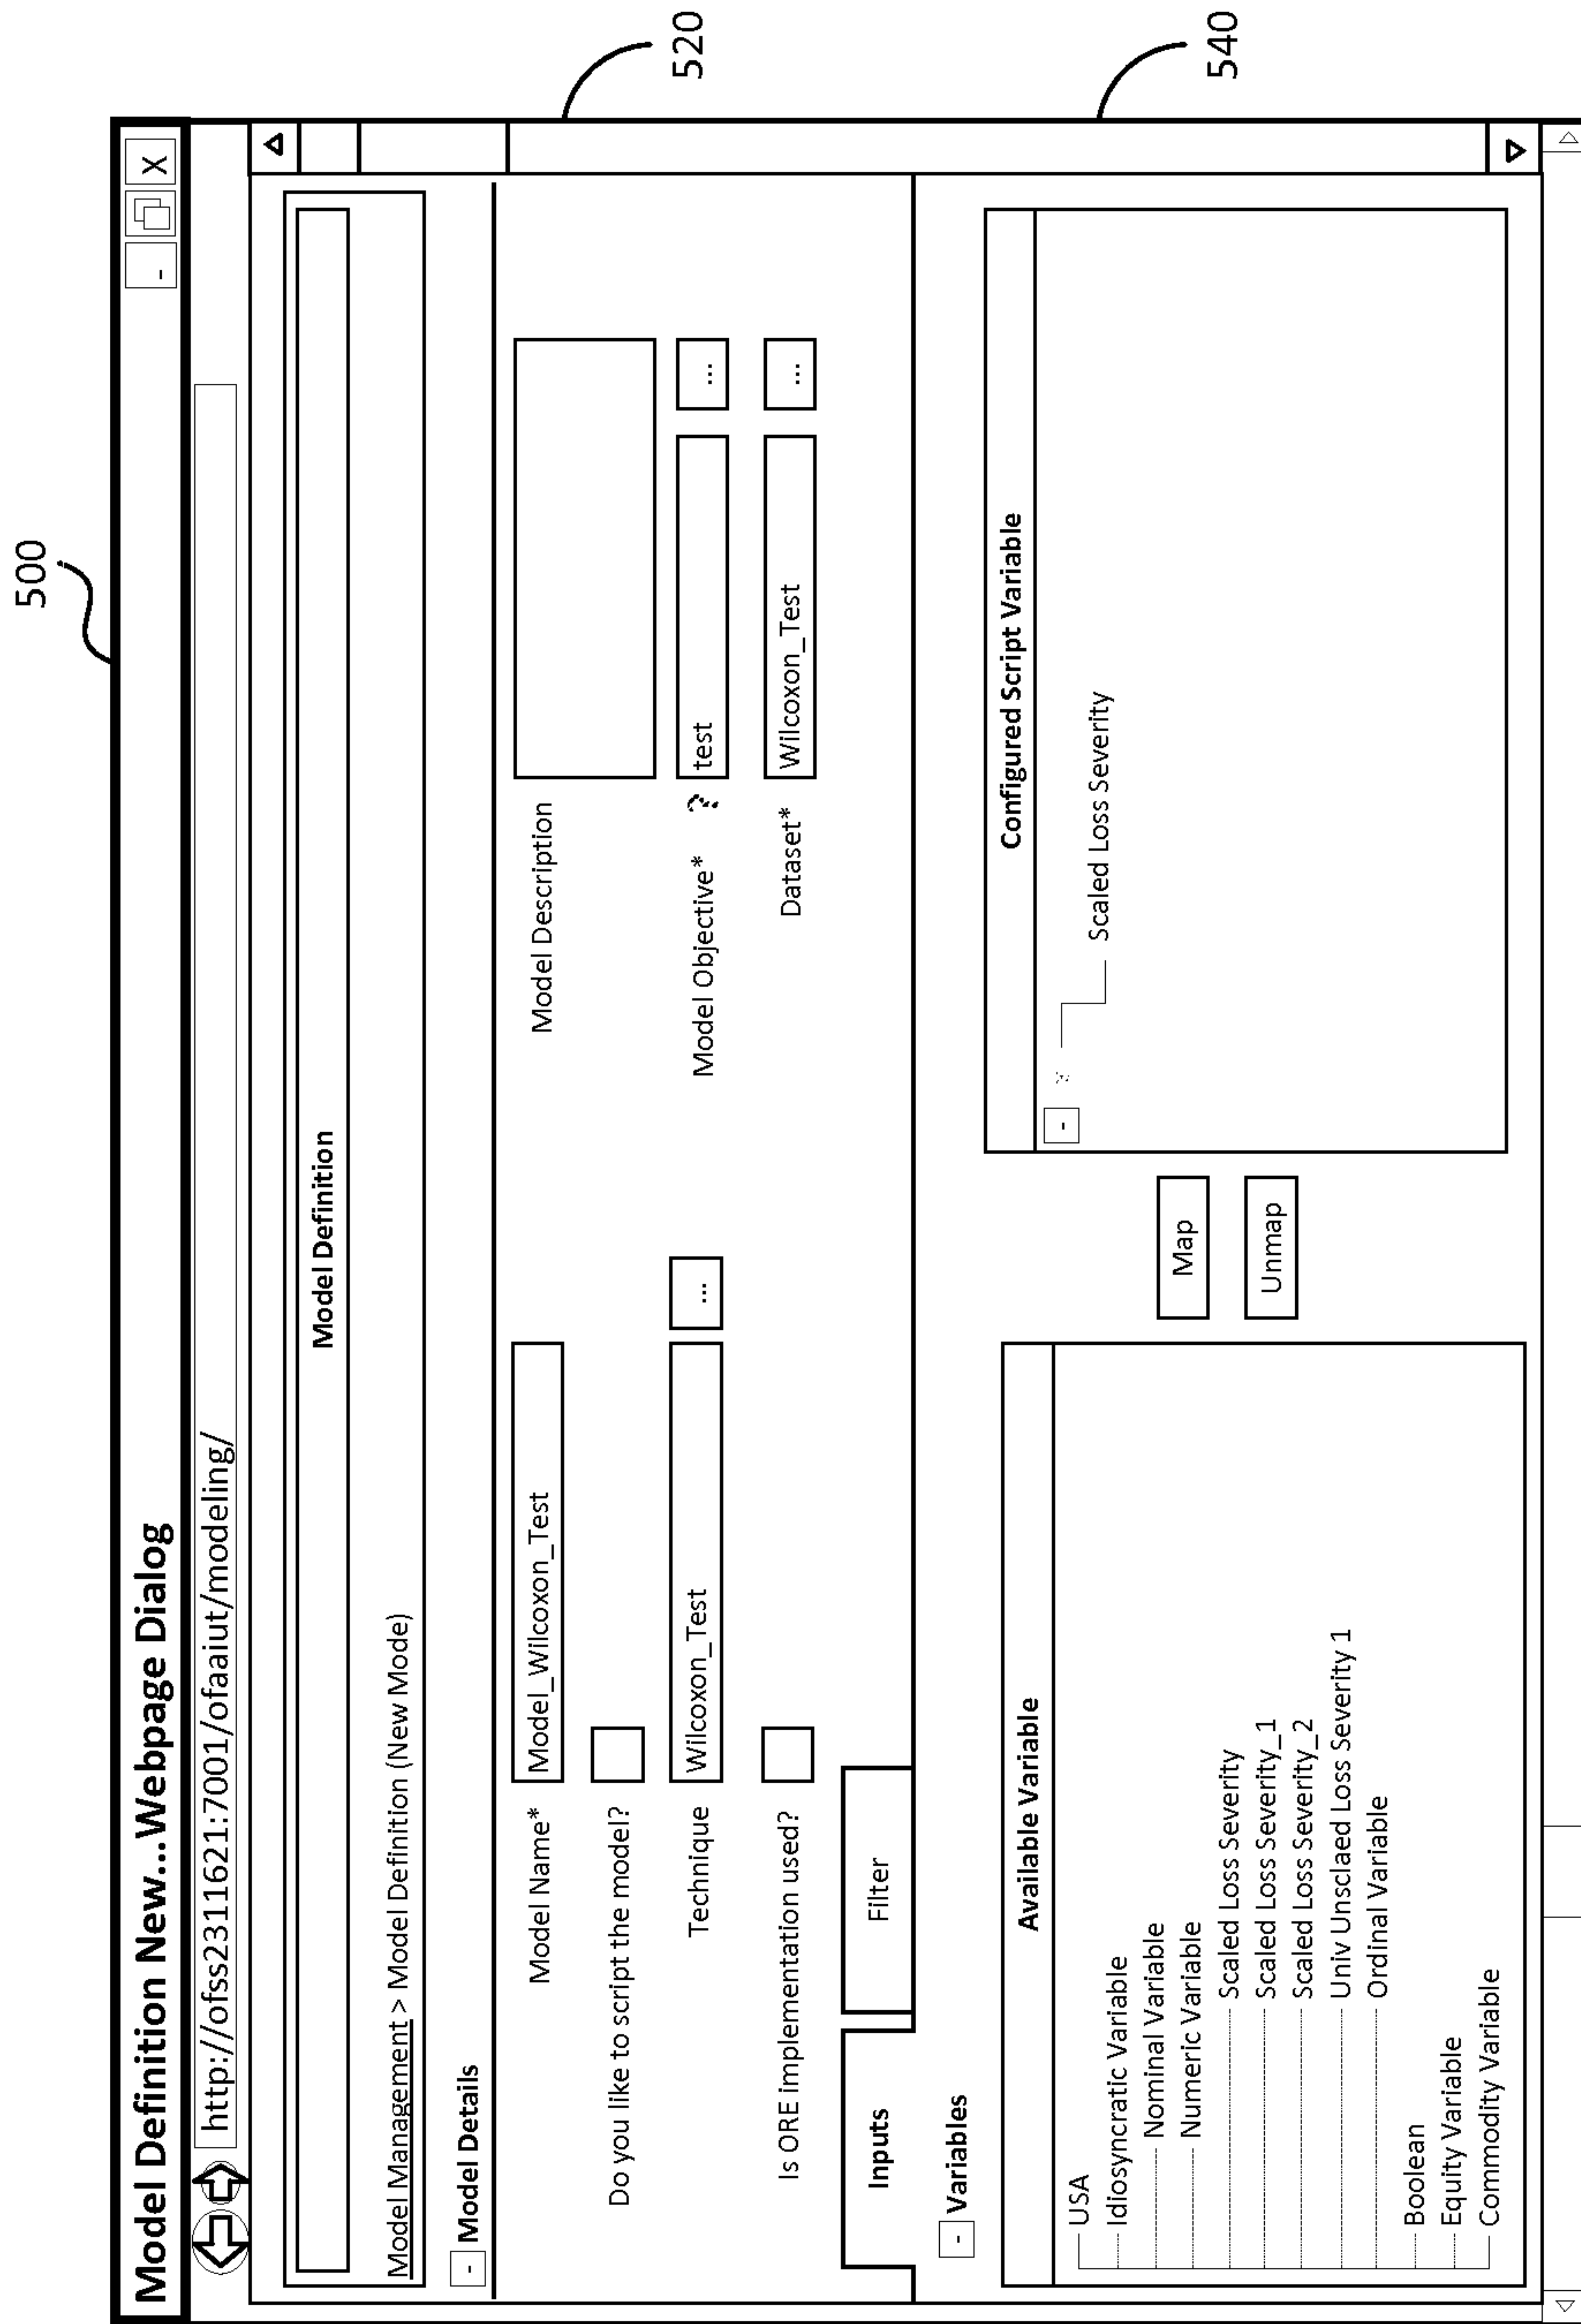 500
Model Definition New...Webpage Dialog
- X
http://ofss2311621:7001/ofaaiut/modeling/
Model Definition
Model Management > Model Definition (New Mode)
- Model Details
520
Model Name* Model_Wilcoxon_Test
Model Description
Do you like to script the model?
Technique Wilcoxon_Test ...
Model Objective* ? test ...
Is ORE implementation used?
Dataset* Wilcoxon_Test ...
Inputs
Filter
- Variables
540
Available Variable
USA
Idiosyncratic Variable
Nominal Variable
Numeric Variable
Scaled Loss Severity
Scaled Loss Severity_1
Scaled Loss Severity_2
Univ Unsclaed Loss Severity 1
Ordinal Variable
Boolean
Equity Variable
Commodity Variable
Map
Unmap
Configured Script Variable
-
Scaled Loss Severity